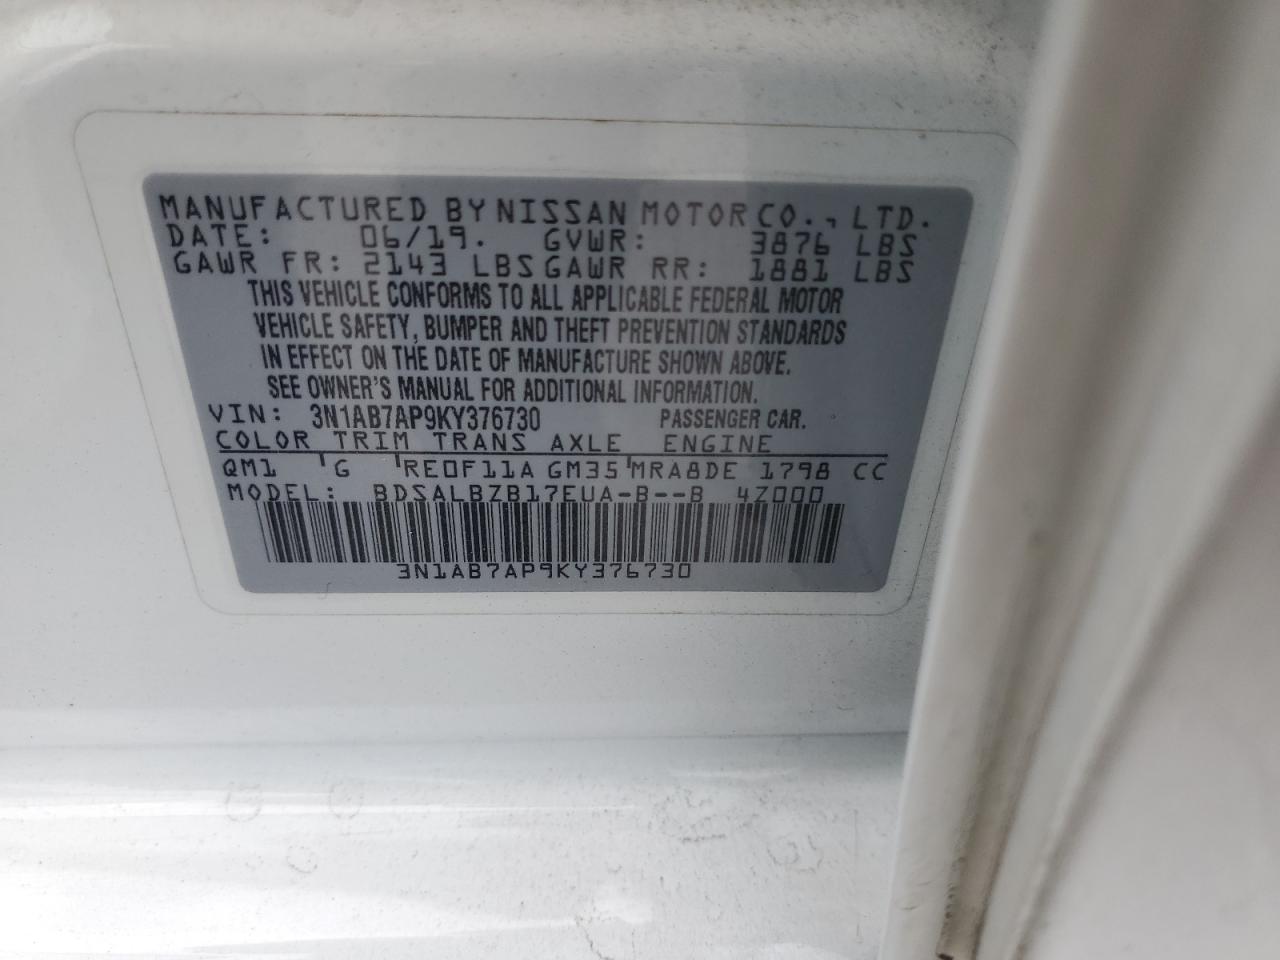 MANUFACTURED BY NISSAN MOTOR CO., LTD.
DATE: 06/19. GVWR: 3876 LBS
GAWR FR: 2143 LBS GAWR RR: 1881 LBS
THIS VEHICLE CONFORMS TO ALL APPLICABLE FEDERAL MOTOR
VEHICLE SAFETY, BUMPER AND THEFT PREVENTION STANDARDS
IN EFFECT ON THE DATE OF MANUFACTURE SHOWN ABOVE.
SEE OWNER'S MANUAL FOR ADDITIONAL INFORMATION.
VIN: 3N1AB7AP9KY376730 PASSENGER CAR.
COLOR TRIM TRANS AXLE ENGINE
QM1 G RE0F11A GM35 MRA8DE 1798 CC
MODEL: BDSALBZB17EUA-B--B 4Z000
3N1AB7AP9KY376730